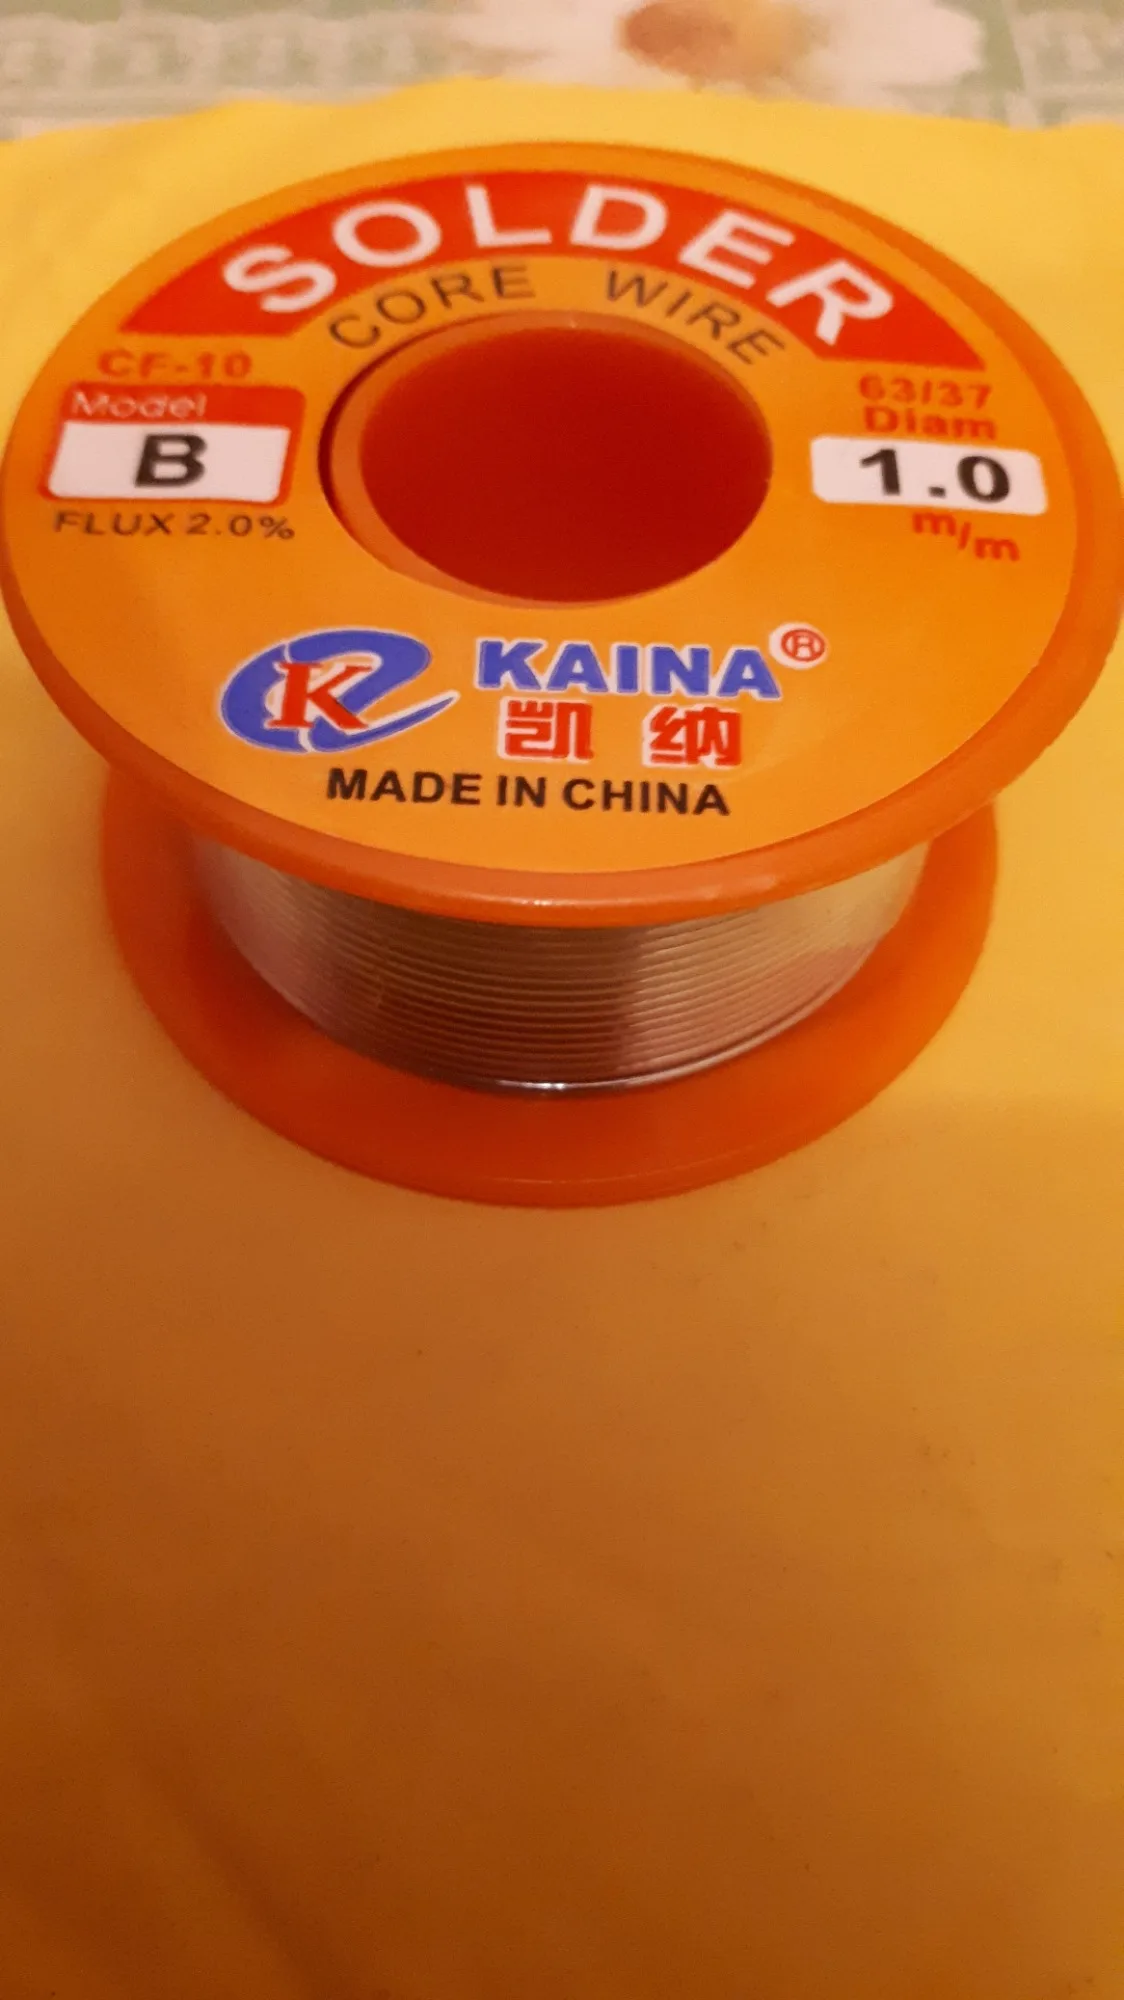 SOLDER
CORE WIRE
CF-10
Model
B
FLUX 2.0%
63/37
Diam
1.0
m/m
K
KAINA®
凯纳
MADE IN CHINA